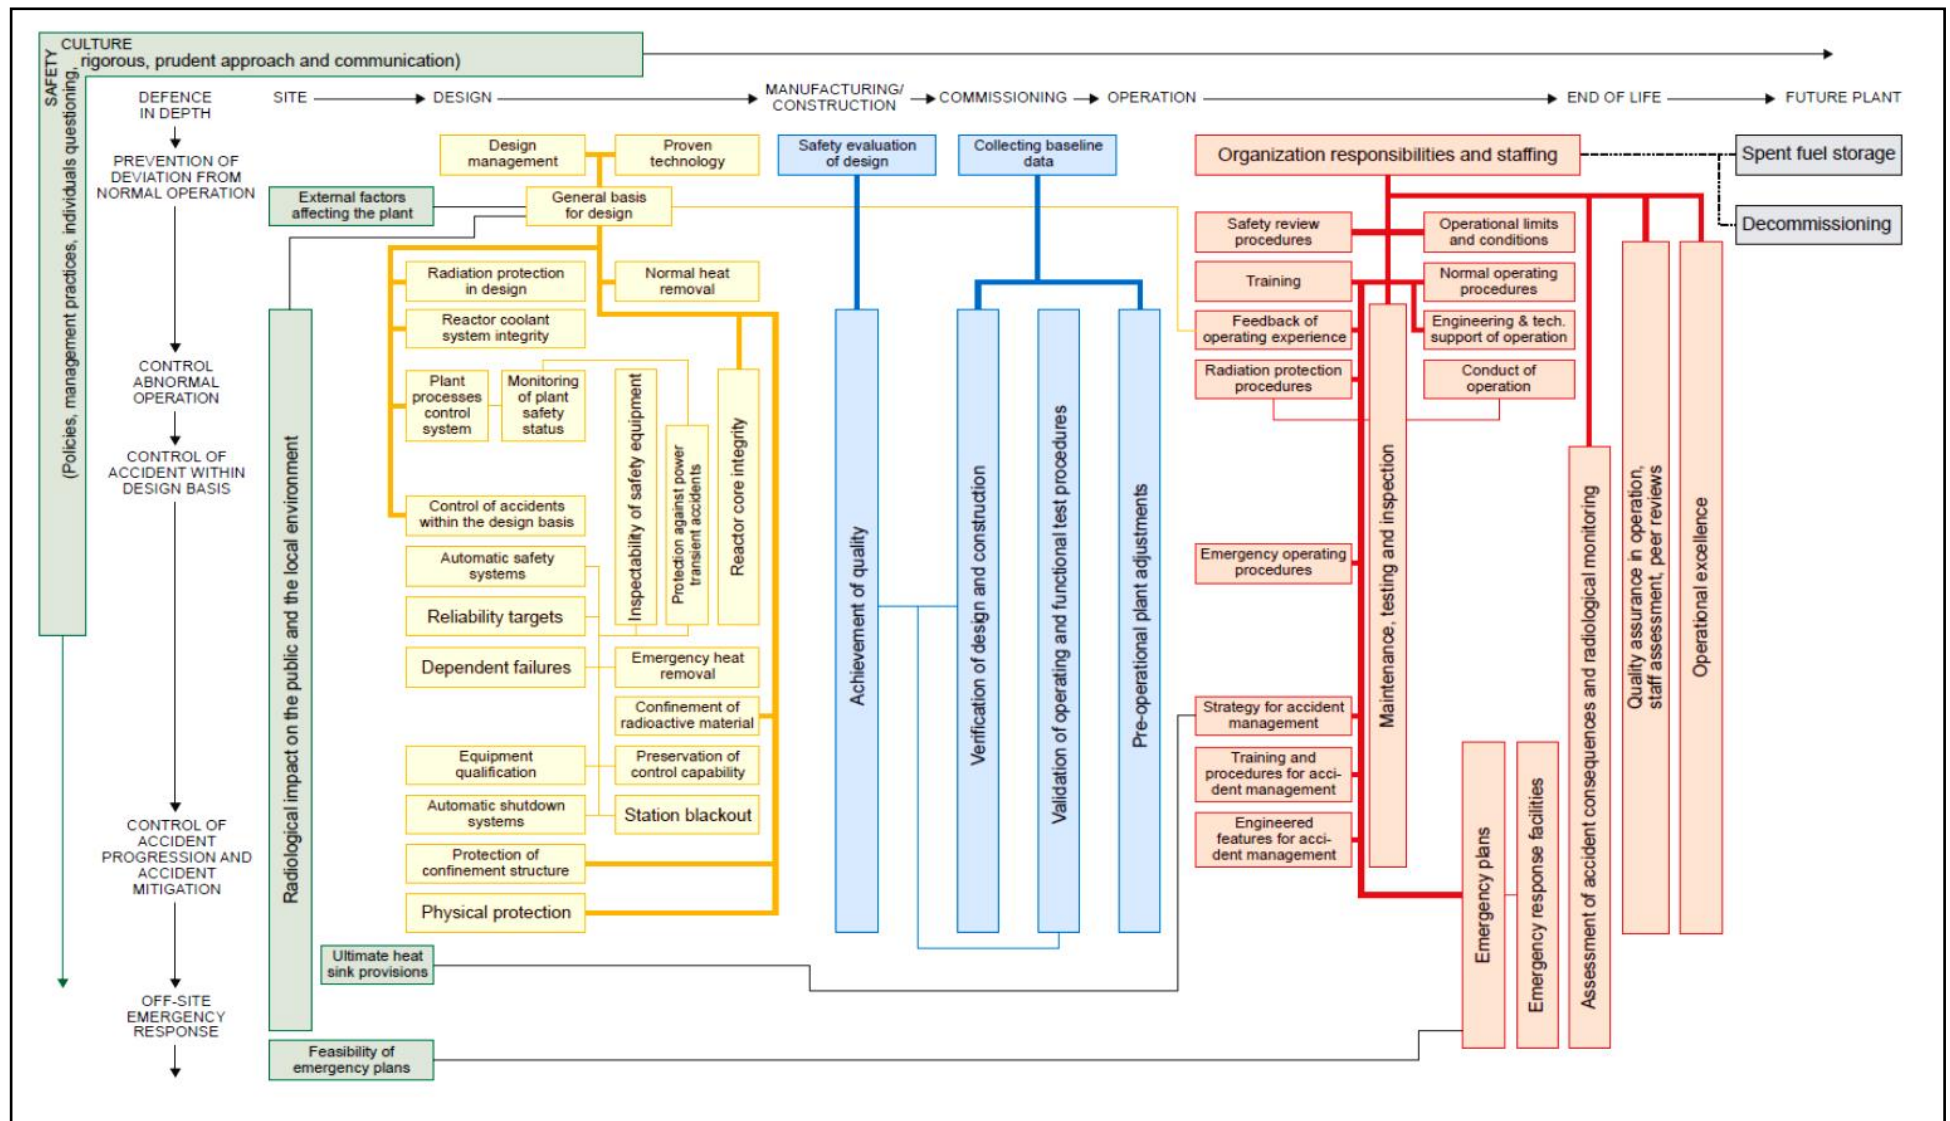 CULTURE
rigorous, prudent approach and communication)
SAFETY
(Policies, management practices, individuals questioning,
DEFENCE
IN DEPTH
SITE
DESIGN
MANUFACTURING/
CONSTRUCTION
COMMISSIONING
OPERATION
END OF LIFE
FUTURE PLANT
PREVENTION OF
DEVIATION FROM
NORMAL OPERATION
CONTROL
ABNORMAL
OPERATION
CONTROL OF
ACCIDENT WITHIN
DESIGN BASIS
CONTROL OF
ACCIDENT
PROGRESSION AND
ACCIDENT
MITIGATION
OFF-SITE
EMERGENCY
RESPONSE
External factors
affecting the plant
Radiological impact on the public and the local environment
Ultimate heat
sink provisions
Feasibility of
emergency plans
Design
management
Proven
technology
General basis
for design
Radiation protection
in design
Normal heat
removal
Reactor coolant
system integrity
Plant
processes
control
system
Monitoring
of plant
safety
status
Inspectability of safety equipment
Protection against power
transient accidents
Reactor core integrity
Control of accidents
within the design basis
Automatic safety
systems
Reliability targets
Dependent failures
Emergency heat
removal
Confinement of
radioactive material
Equipment
qualification
Preservation of
control capability
Automatic shutdown
systems
Station blackout
Protection of
confinement structure
Physical protection
Safety evaluation
of design
Achievement of quality
Collecting baseline
data
Verification of design and construction
Validation of operating and functional test procedures
Pre-operational plant adjustments
Organization responsibilities and staffing
Safety review
procedures
Operational limits
and conditions
Training
Normal operating
procedures
Feedback of
operating experience
Engineering & tech.
support of operation
Radiation protection
procedures
Conduct of
operation
Maintenance, testing and inspection
Emergency operating
procedures
Strategy for accident
management
Training and
procedures for acci-
dent management
Engineered
features for acci-
dent management
Emergency plans
Emergency response facilities
Assessment of accident consequences and radiological monitoring
Quality assurance in operation,
staff assessment, peer reviews
Operational excellence
Spent fuel storage
Decommissioning